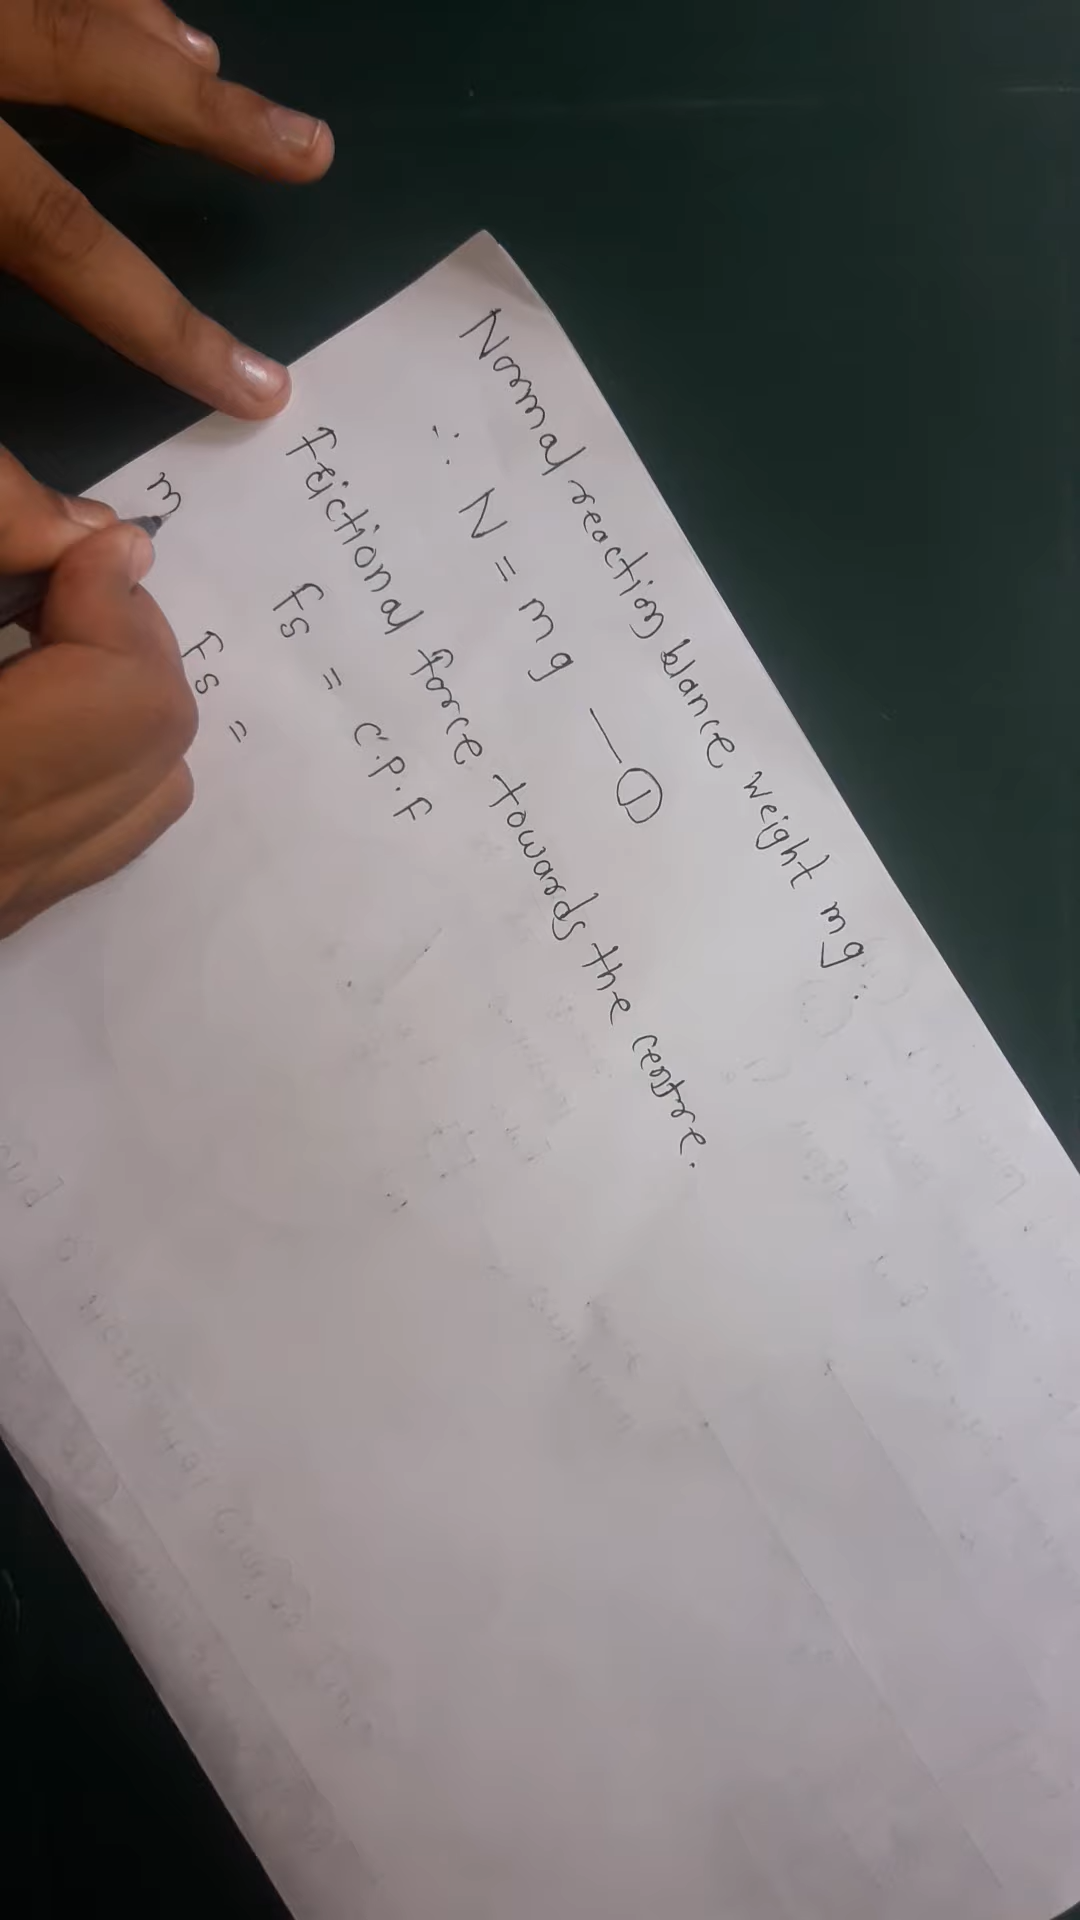 Normal reaction blance weight mg.
∴ N = mg — ①
Frictional force towards the centre.
Fs = C.P.F
Fs =
m